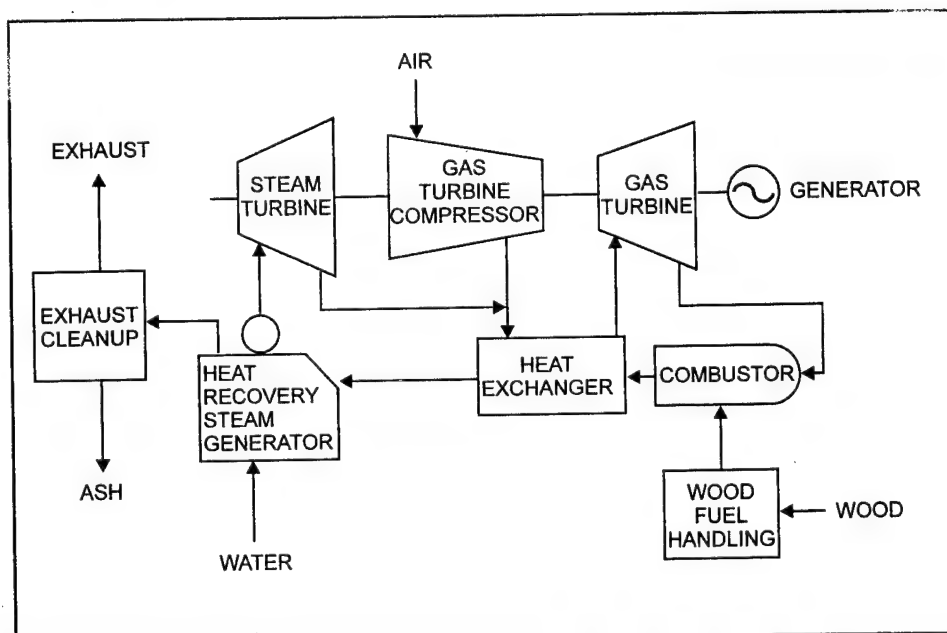 AIR
EXHAUST
STEAM
TURBINE
GAS
TURBINE
COMPRESSOR
GAS
TURBINE
GENERATOR
EXHAUST
CLEANUP
HEAT
RECOVERY
STEAM
GENERATOR
HEAT
EXCHANGER
COMBUSTOR
ASH
WATER
WOOD
FUEL
HANDLING
WOOD